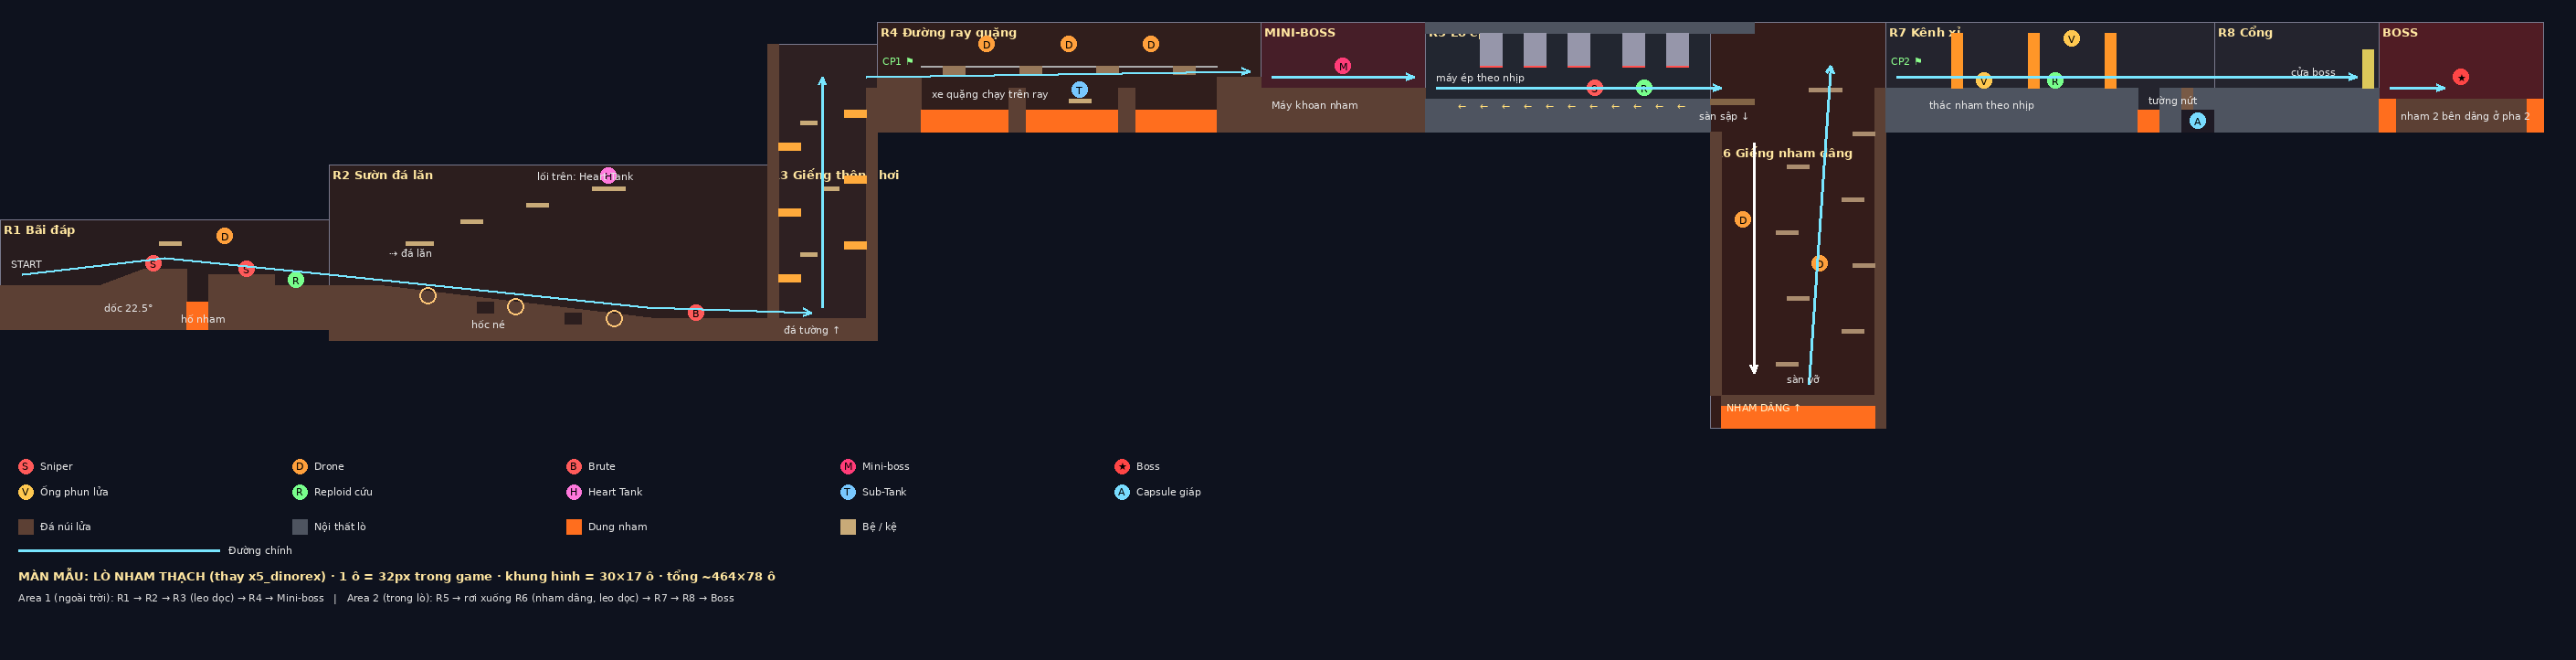 R4 Đường ray quặng
MINI-BOSS
R7 Kênh xỉ
R8 Cổng
BOSS
D
D
D
V
CP1 ⚑
M
CP2 ⚑
máy ép theo nhịp
cửa boss
★
xe quặng chạy trên ray
T
S
R
V
R
Máy khoan nham
← ← ← ← ← ← ← ← ← ← ←
sàn sập ↓
thác nham theo nhịp
tường nứt
A
nham 2 bên dâng ở pha 2
6 Giếng nham dâng
R2 Sườn đá lăn
lối trên: Heart Tank
H
3 Giếng thông hơi
R1 Bãi đáp
D
D
START
⇢ đá lăn
S
S
R
D
dốc 22.5°
hố nham
hốc né
B
đá tường ↑
sàn vỡ
NHAM DÂNG ↑
S Sniper
D Drone
B Brute
M Mini-boss
★ Boss
V Ống phun lửa
R Reploid cứu
H Heart Tank
T Sub-Tank
A Capsule giáp
Đá núi lửa
Nội thất lò
Dung nham
Bệ / kệ
Đường chính
MÀN MẪU: LÒ NHAM THẠCH (thay x5_dinorex) · 1 ô = 32px trong game · khung hình = 30×17 ô · tổng ~464×78 ô
Area 1 (ngoài trời): R1 → R2 → R3 (leo dọc) → R4 → Mini-boss | Area 2 (trong lò): R5 → rơi xuống R6 (nham dâng, leo dọc) → R7 → R8 → Boss